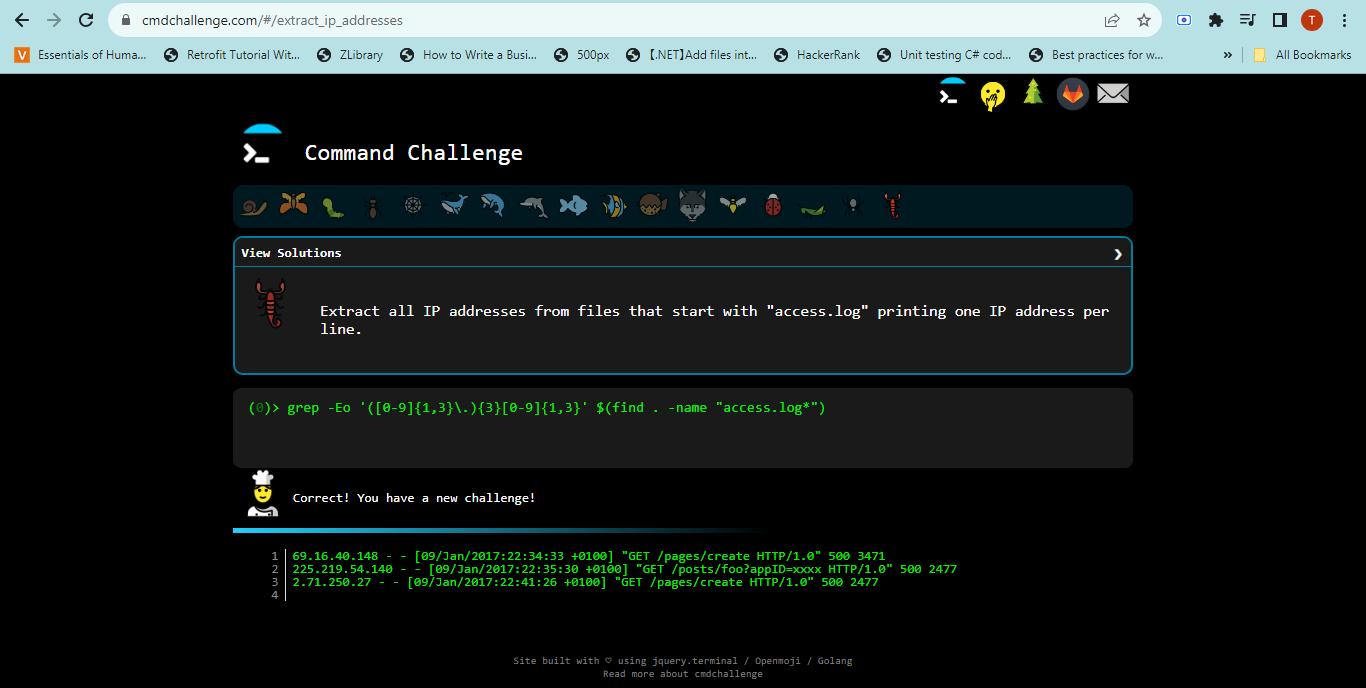 cmdchallenge.com/#/extract_ip_addresses
T
V Essentials of Huma... Retrofit Tutorial Wit... ZLibrary How to Write a Busi... 500px 【.NET】Add files int... HackerRank Unit testing C# cod... Best practices for w... » All Bookmarks
Command Challenge
View Solutions
Extract all IP addresses from files that start with "access.log" printing one IP address per
line.
(0)> grep -Eo '([0-9]{1,3}\.){3}[0-9]{1,3}' $(find . -name "access.log*")
Correct! You have a new challenge!
1 69.16.40.148 - - [09/Jan/2017:22:34:33 +0100] "GET /pages/create HTTP/1.0" 500 3471
2 225.219.54.140 - - [09/Jan/2017:22:35:30 +0100] "GET /posts/foo?appID=xxxx HTTP/1.0" 500 2477
3 2.71.250.27 - - [09/Jan/2017:22:41:26 +0100] "GET /pages/create HTTP/1.0" 500 2477
4
Site built with ♡ using jquery.terminal / Openmoji / Golang
Read more about cmdchallenge